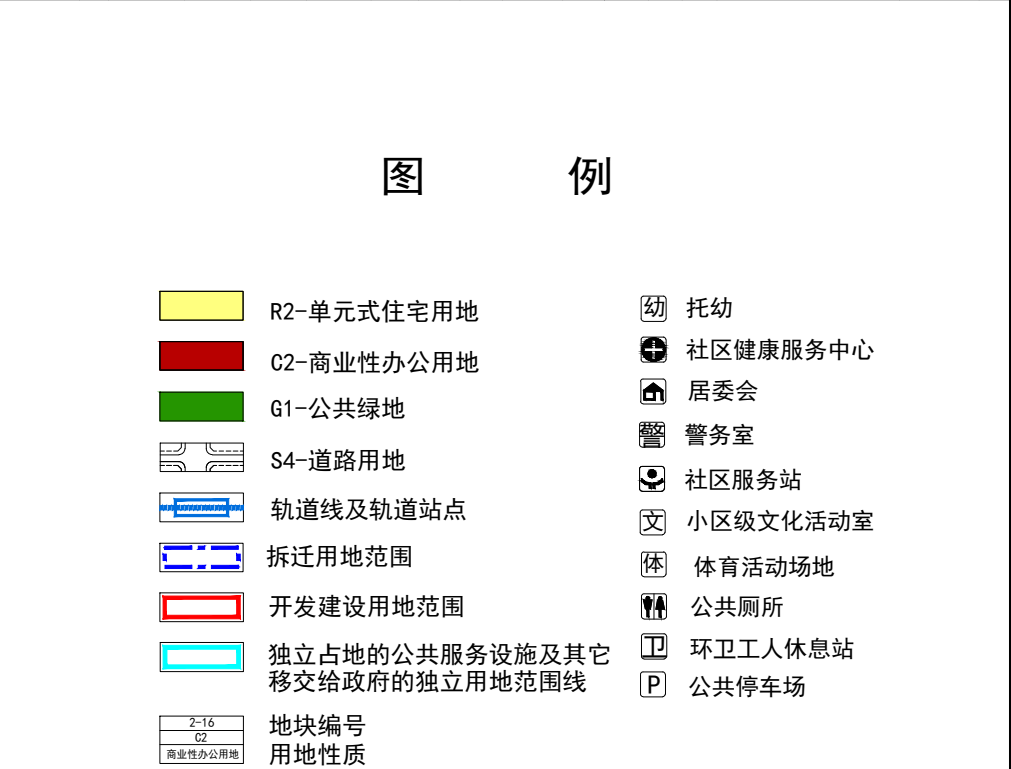 图 例
R2-单元式住宅用地
C2-商业性办公用地
G1-公共绿地
S4-道路用地
轨道线及轨道站点
拆迁用地范围
开发建设用地范围
独立占地的公共服务设施及其它
移交给政府的独立用地范围线
2-16
C2
商业性办公用地
地块编号
用地性质
幼 托幼
社区健康服务中心
居委会
警 警务室
社区服务站
文 小区级文化活动室
体 体育活动场地
公共厕所
卫 环卫工人休息站
P 公共停车场